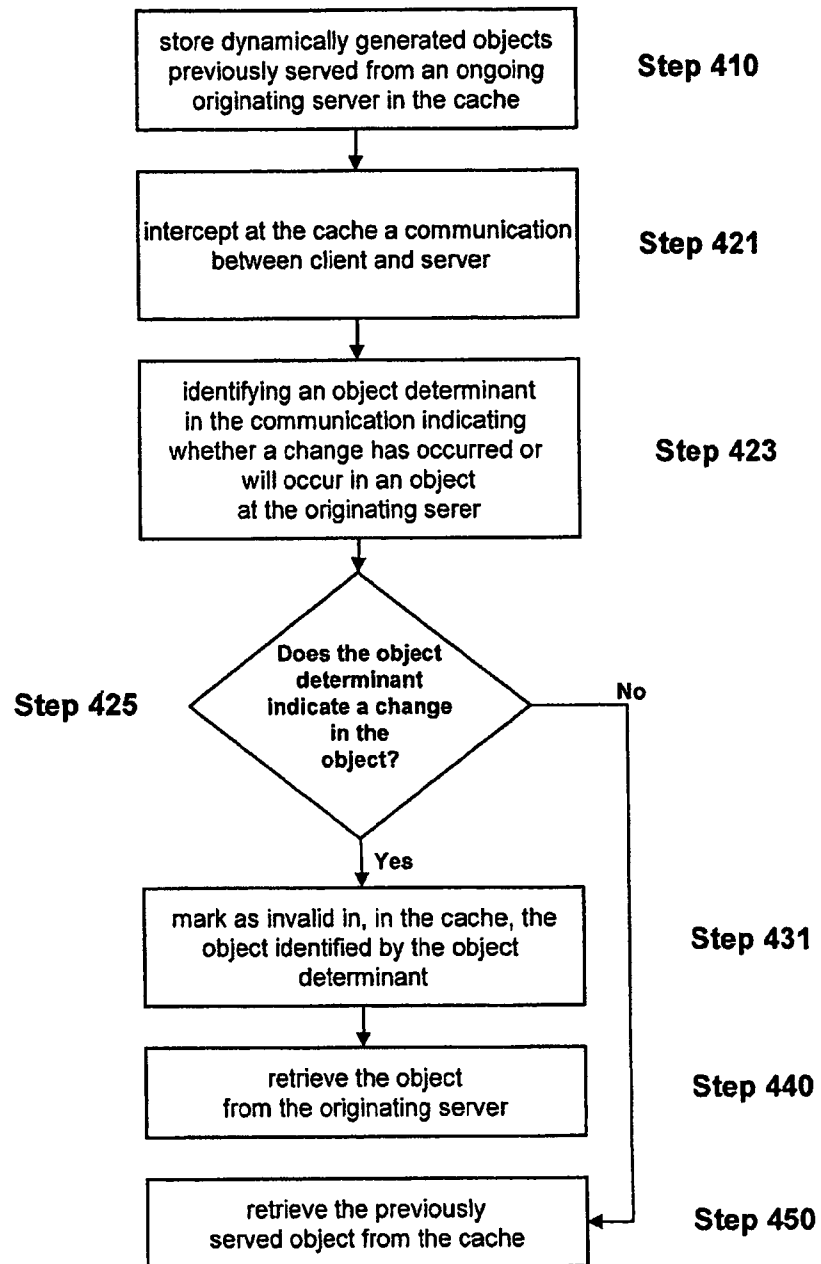 store dynamically generated objects
previously served from an ongoing
originating server in the cache
Step 410
intercept at the cache a communication
between client and server
Step 421
identifying an object determinant
in the communication indicating
whether a change has occurred or
will occur in an object
at the originating serer
Step 423
Does the object
determinant
indicate a change
in the
object?
Step 425
No
Yes
mark as invalid in, in the cache, the
object identified by the object
determinant
Step 431
retrieve the object
from the originating server
Step 440
retrieve the previously
served object from the cache
Step 450